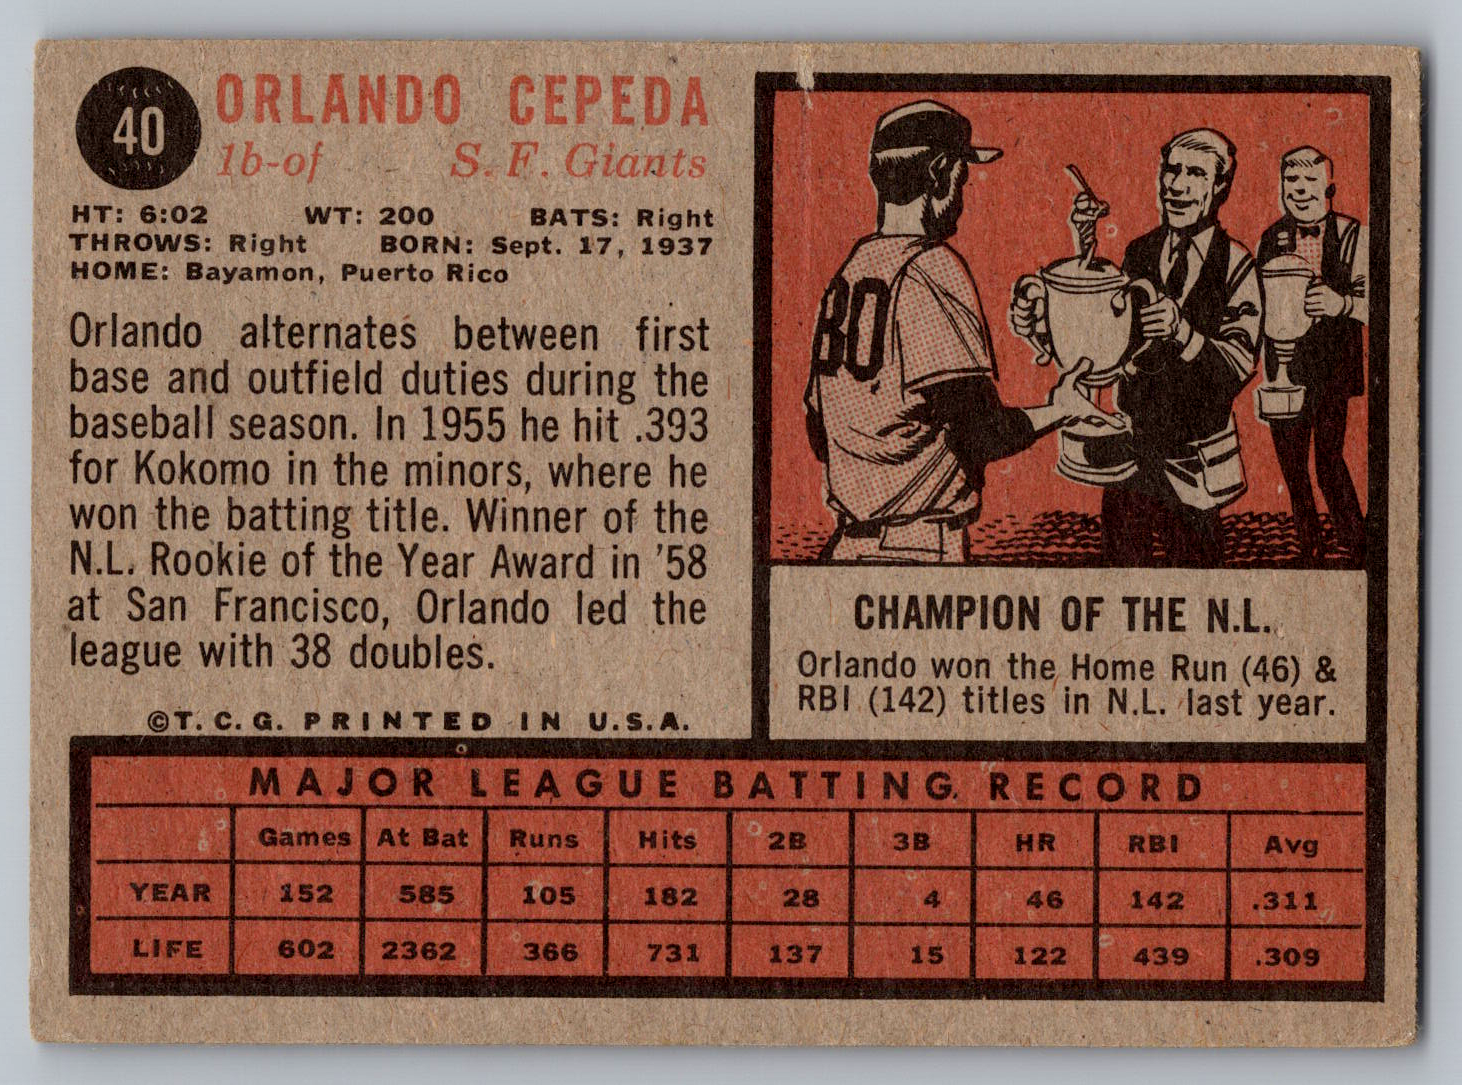 40
ORLANDO CEPEDA
1b-of S. F. Giants
HT: 6:02 WT: 200 BATS: Right
THROWS: Right BORN: Sept. 17, 1937
HOME: Bayamon, Puerto Rico
Orlando alternates between first
base and outfield duties during the
baseball season. In 1955 he hit .393
for Kokomo in the minors, where he
won the batting title. Winner of the
N.L. Rookie of the Year Award in '58
at San Francisco, Orlando led the
league with 38 doubles.
©T. C. G. PRINTED IN U.S.A.
30
CHAMPION OF THE N.L.
Orlando won the Home Run (46) &
RBI (142) titles in N.L. last year.
MAJOR LEAGUE BATTING RECORD
Games At Bat Runs Hits 2B 3B HR RBI Avg
YEAR 152 585 105 182 28 4 46 142 .311
LIFE 602 2362 366 731 137 15 122 439 .309